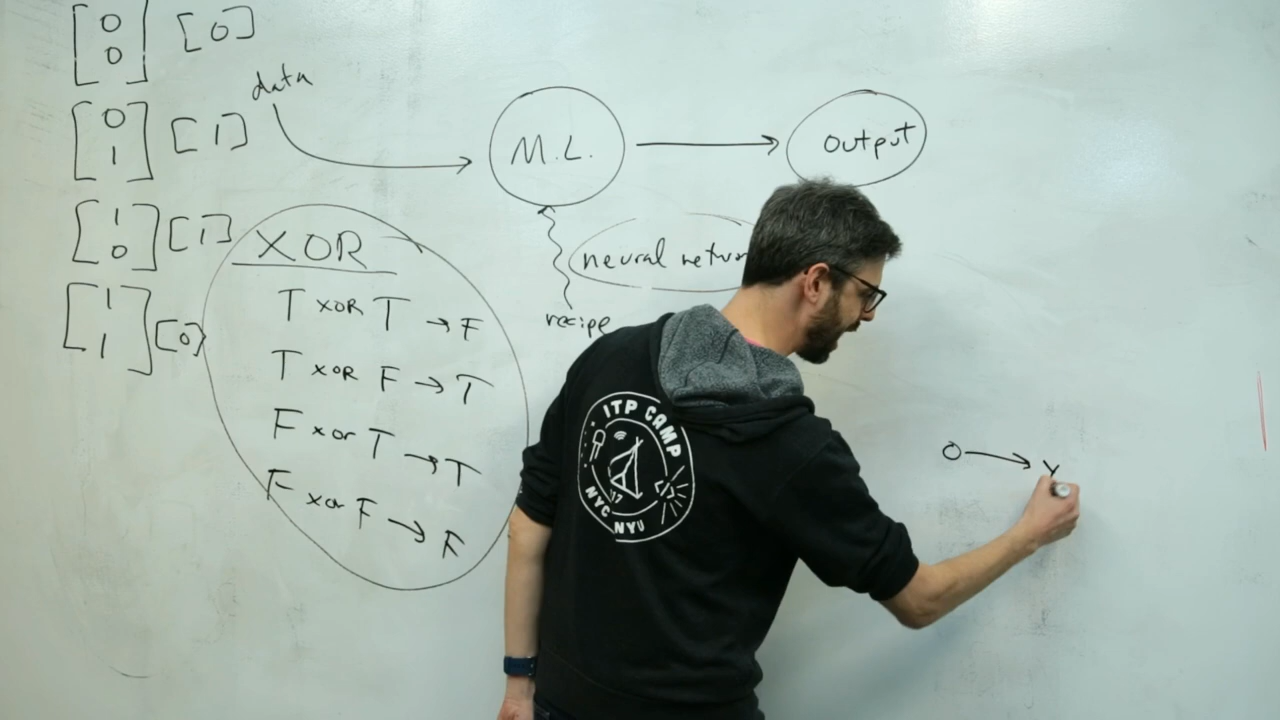 [0 0] [0]
[0 1] [1]
[1 0] [1]
[1 1] [0]
data
M.L.
output
neural netw
recipe
XOR
T XOR T → F
T XOR F → T
F xor T → T
F xor F → F
0 → Y
ITP CAMP
'17
NYC NYU